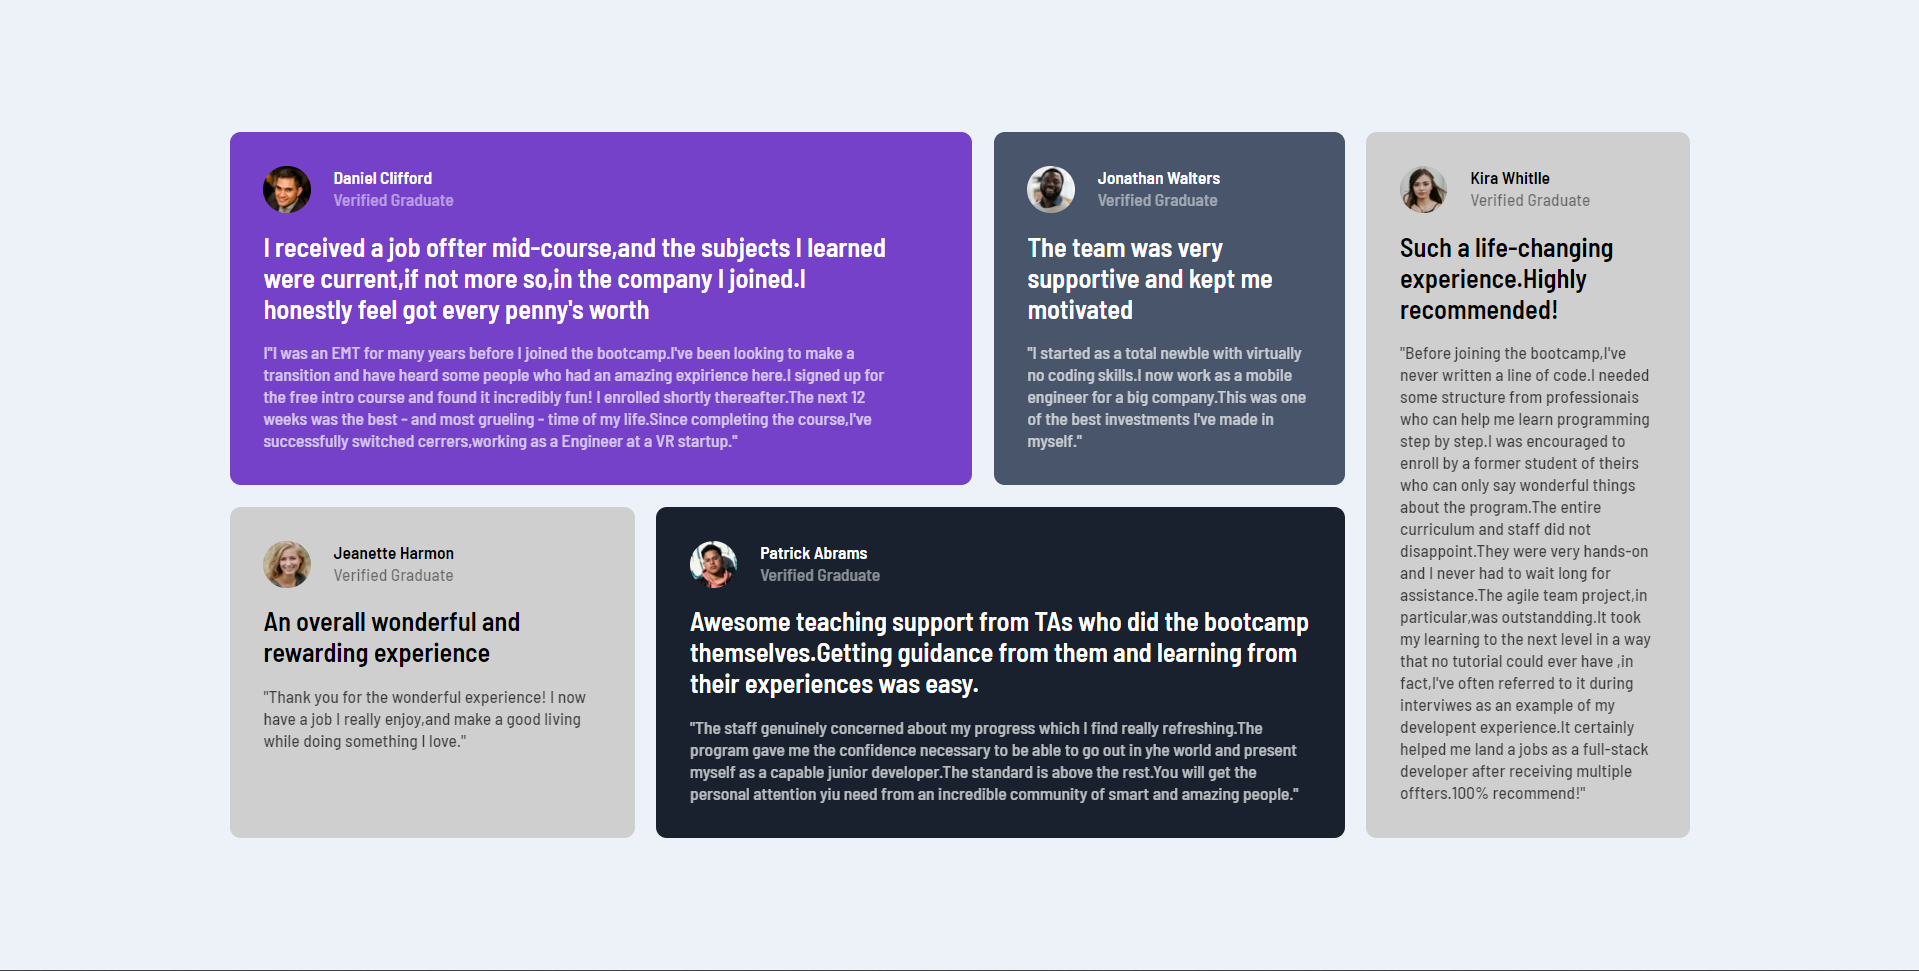 Daniel Clifford
Verified Graduate
I received a job offter mid-course,and the subjects I learned
were current,if not more so,in the company I joined.I
honestly feel got every penny's worth
I"I was an EMT for many years before I joined the bootcamp.I've been looking to make a
transition and have heard some people who had an amazing expirience here.I signed up for
the free intro course and found it incredibly fun! I enrolled shortly thereafter.The next 12
weeks was the best - and most grueling - time of my life.Since completing the course,I've
successfully switched cerrers,working as a Engineer at a VR startup."
Jonathan Walters
Verified Graduate
The team was very
supportive and kept me
motivated
"I started as a total newble with virtually
no coding skills.I now work as a mobile
engineer for a big company.This was one
of the best investments I've made in
myself."
Kira Whitlle
Verified Graduate
Such a life-changing
experience.Highly
recommended!
"Before joining the bootcamp,I've
never written a line of code.I needed
some structure from professionais
who can help me learn programming
step by step.I was encouraged to
enroll by a former student of theirs
who can only say wonderful things
about the program.The entire
curriculum and staff did not
disappoint.They were very hands-on
and I never had to wait long for
assistance.The agile team project,in
particular,was outstandding.It took
my learning to the next level in a way
that no tutorial could ever have ,in
fact,I've often referred to it during
interviwes as an example of my
developent experience.It certainly
helped me land a jobs as a full-stack
developer after receiving multiple
offters.100% recommend!"
Jeanette Harmon
Verified Graduate
An overall wonderful and
rewarding experience
"Thank you for the wonderful experience! I now
have a job I really enjoy,and make a good living
while doing something I love."
Patrick Abrams
Verified Graduate
Awesome teaching support from TAs who did the bootcamp
themselves.Getting guidance from them and learning from
their experiences was easy.
"The staff genuinely concerned about my progress which I find really refreshing.The
program gave me the confidence necessary to be able to go out in yhe world and present
myself as a capable junior developer.The standard is above the rest.You will get the
personal attention yiu need from an incredible community of smart and amazing people."